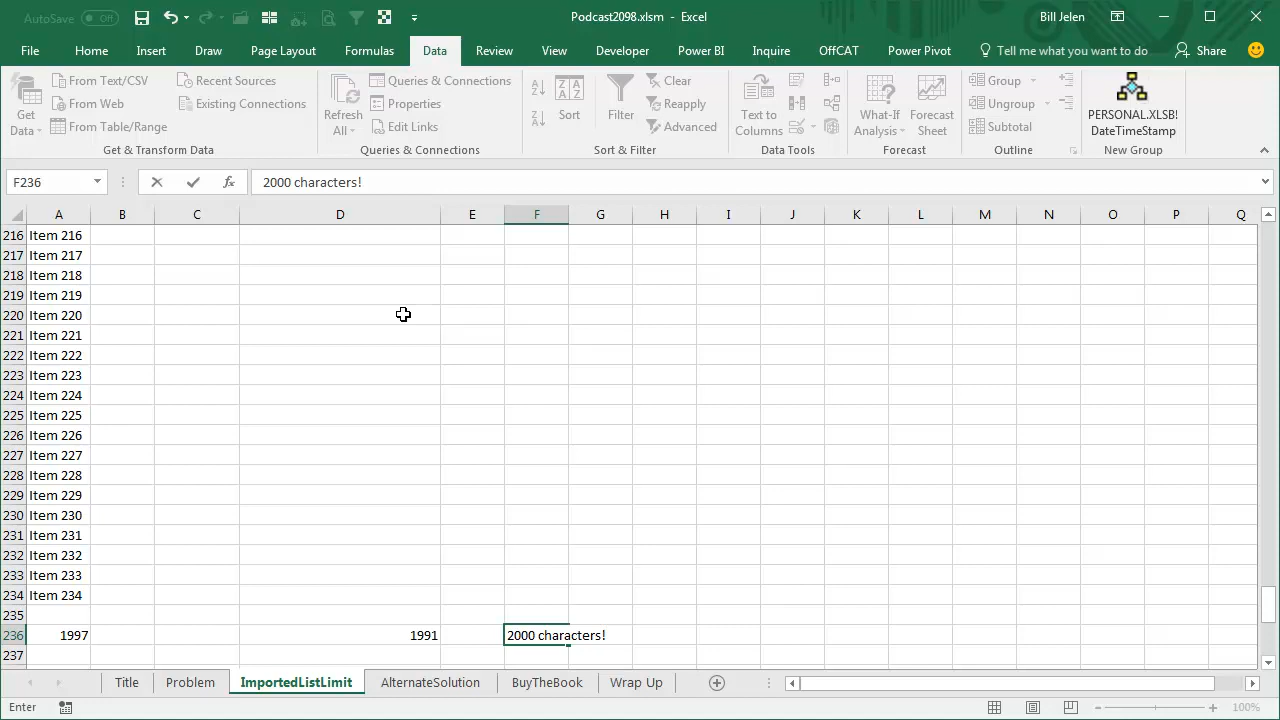 AutoSave Off Podcast2098.xlsm - Excel Bill Jelen
File Home Insert Draw Page Layout Formulas Data Review View Developer Power BI Inquire OffCAT Power Pivot Tell me what you want to do Share
Get Data
From Text/CSV
From Web
From Table/Range
Recent Sources
Existing Connections
Get & Transform Data
Refresh All
Queries & Connections
Properti
Edit Links
Queries & Connections
Sort
Filter
Clear
Reapply
Advanced
Sort & Filter
Text to Columns
Data Tools
What-If Analysis
Forecast Sheet
Forecast
Group
Ungroup
Subtotal
Outline
PERSONAL.XLSB!
DateTimeStamp
New Group
F236 fx 2000 characters!
A B C D E F G H I J K L M N O P Q
216 Item 216
217 Item 217
218 Item 218
219 Item 219
220 Item 220
221 Item 221
222 Item 222
223 Item 223
224 Item 224
225 Item 225
226 Item 226
227 Item 227
228 Item 228
229 Item 229
230 Item 230
231 Item 231
232 Item 232
233 Item 233
234 Item 234
235
236 1997 1991 2000 characters!
237
Title Problem ImportedListLimit AlternateSolution BuyTheBook Wrap Up
Enter 100%